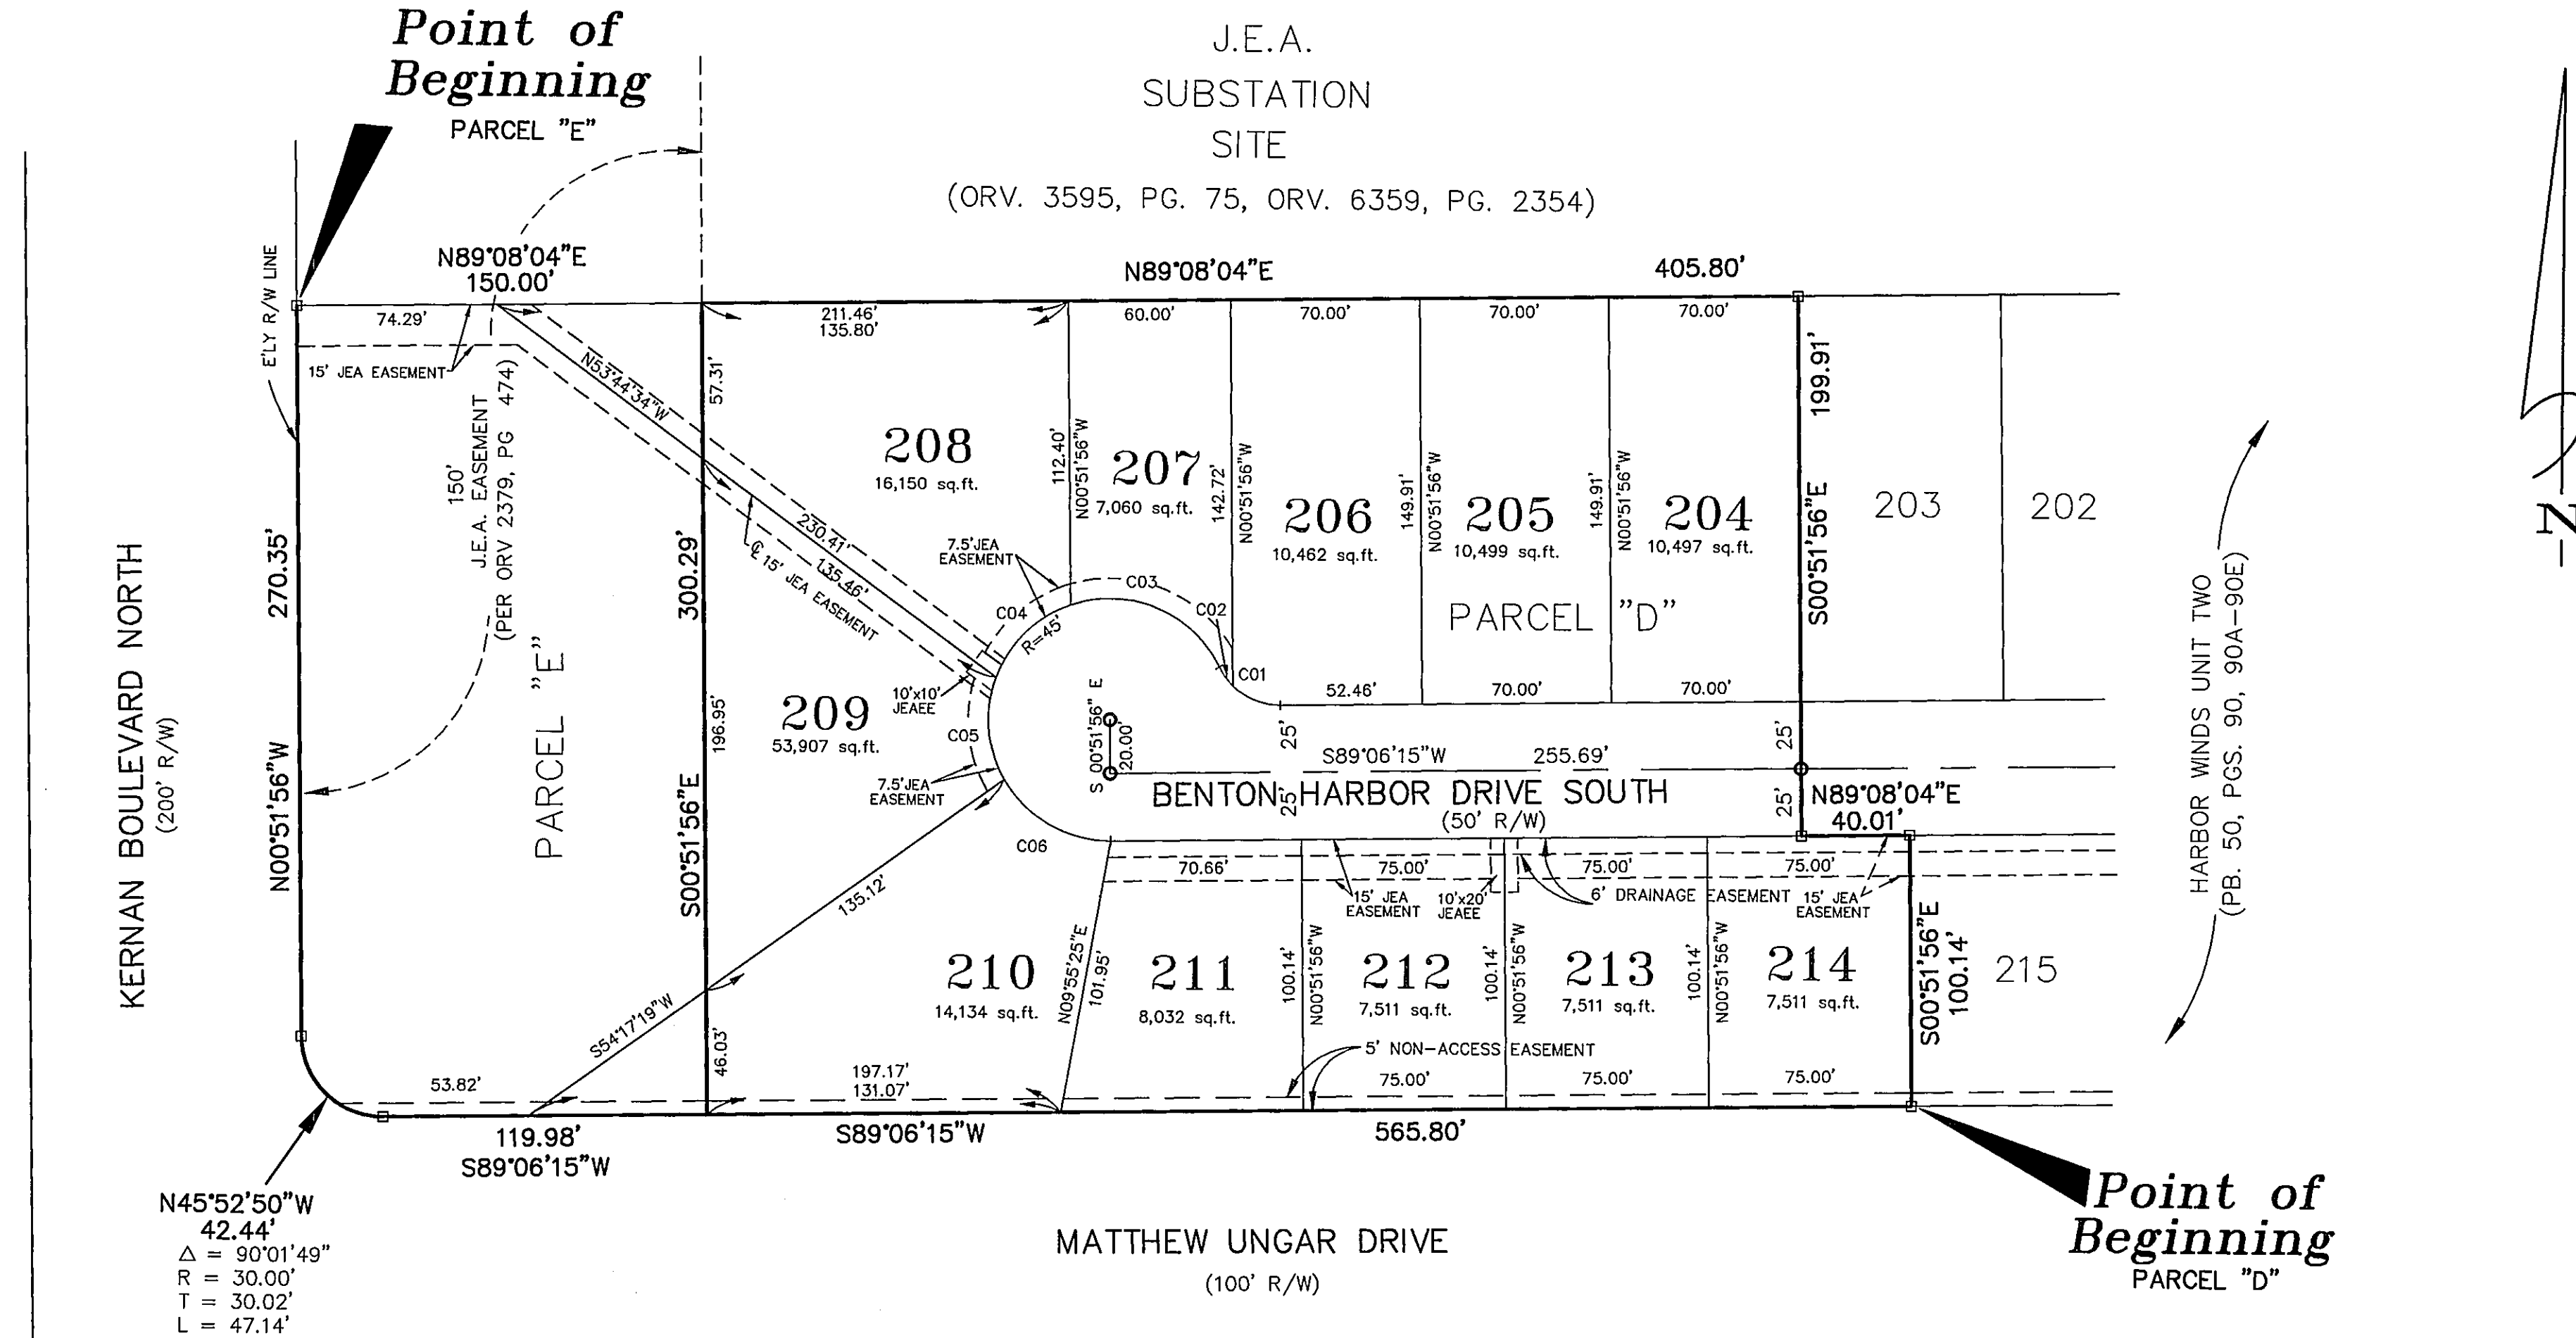 Point of
Beginning
PARCEL "E"
J.E.A.
SUBSTATION
SITE
(ORV. 3595, PG. 75, ORV. 6359, PG. 2354)
E'LY R/W LINE
N89°08'04"E
150.00'
N89°08'04"E
405.80'
74.29'
211.46'
135.80'
60.00'
70.00'
70.00'
70.00'
15' JEA EASEMENT
N53°44'34"W
57.31'
150'
J.E.A. EASEMENT
(PER ORV 2379, PG 474)
208
16,150 sq.ft.
112.40'
N00°51'56"W
207
7,060 sq.ft.
142.72'
N00°51'56"W
206
10,462 sq.ft.
149.91'
N00°51'56"W
205
10,499 sq.ft.
149.91'
N00°51'56"W
204
10,497 sq.ft.
199.91'
S00°51'56"E
203
202
N
230.41'
135.46'
℄ 15' JEA EASEMENT
7.5'JEA
EASEMENT
C04
C03
C02
C01
R=45'
PARCEL "D"
270.35'
N00°51'56"W
KERNAN BOULEVARD NORTH
(200' R/W)
PARCEL "E"
300.29'
S00°51'56"E
196.95'
209
53,907 sq.ft.
10'x10'
JEAEE
C05
7.5'JEA
EASEMENT
C06
S 00°51'56" E
20.00'
52.46'
70.00'
70.00'
25'
25'
S89°06'15"W
255.69'
BENTON HARBOR DRIVE SOUTH
(50' R/W)
25'
25'
N89°08'04"E
40.01'
HARBOR WINDS UNIT TWO
(PB. 50, PGS. 90, 90A-90E)
135.12'
S54°17'19"W
46.03'
70.66'
75.00'
75.00'
75.00'
15' JEA
EASEMENT
10'x20'
JEAEE
6' DRAINAGE EASEMENT
15' JEA
EASEMENT
210
14,134 sq.ft.
N09°55'25"E
101.95'
211
8,032 sq.ft.
100.14'
N00°51'56"W
212
7,511 sq.ft.
100.14'
N00°51'56"W
213
7,511 sq.ft.
100.14'
N00°51'56"W
214
7,511 sq.ft.
S00°51'56"E
100.14'
215
5' NON-ACCESS EASEMENT
53.82'
197.17'
131.07'
75.00'
75.00'
75.00'
119.98'
S89°06'15"W
S89°06'15"W
565.80'
N45°52'50"W
42.44'
Δ = 90°01'49"
R = 30.00'
T = 30.02'
L = 47.14'
MATTHEW UNGAR DRIVE
(100' R/W)
Point of
Beginning
PARCEL "D"